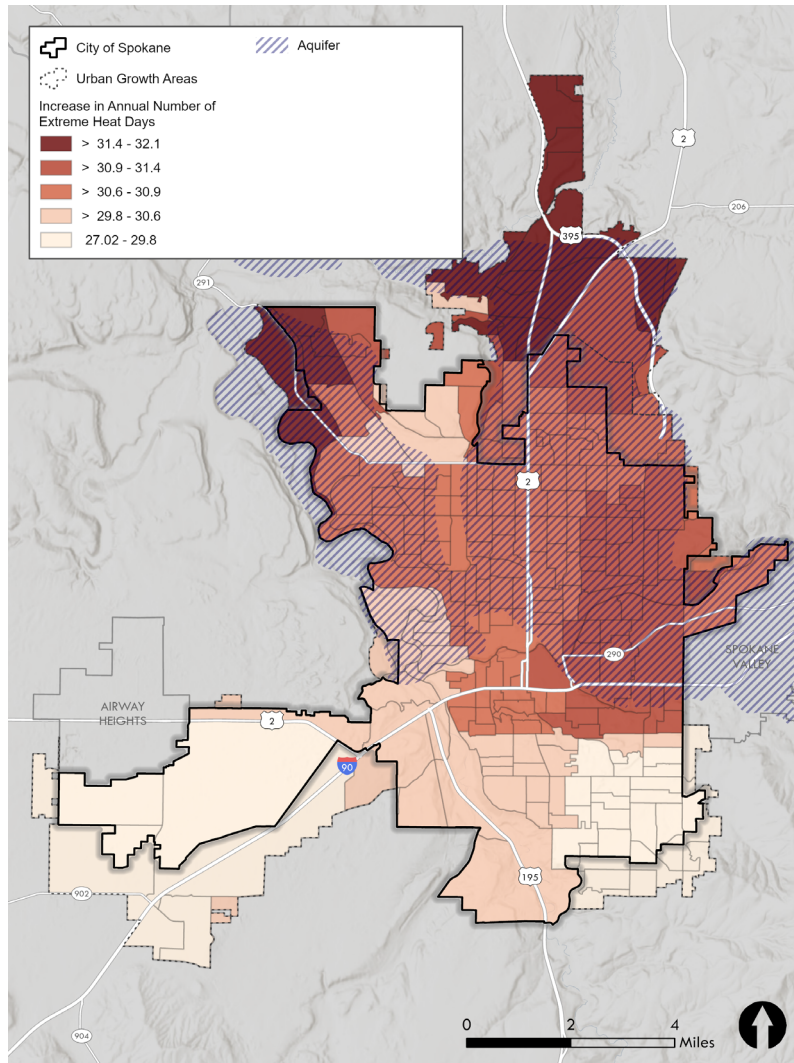 City of Spokane
Aquifer
Urban Growth Areas
Increase in Annual Number of
Extreme Heat Days
> 31.4 - 32.1
> 30.9 - 31.4
> 30.6 - 30.9
> 29.8 - 30.6
27.02 - 29.8
2
206
395
291
2
290
SPOKANE
VALLEY
AIRWAY
HEIGHTS
2
90
195
902
904
0 2 4
Miles